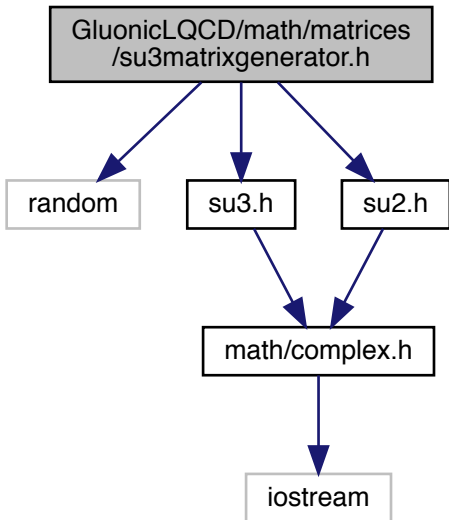 GluonicLQCD/math/matrices
/su3matrixgenerator.h
random
su3.h
su2.h
math/complex.h
iostream